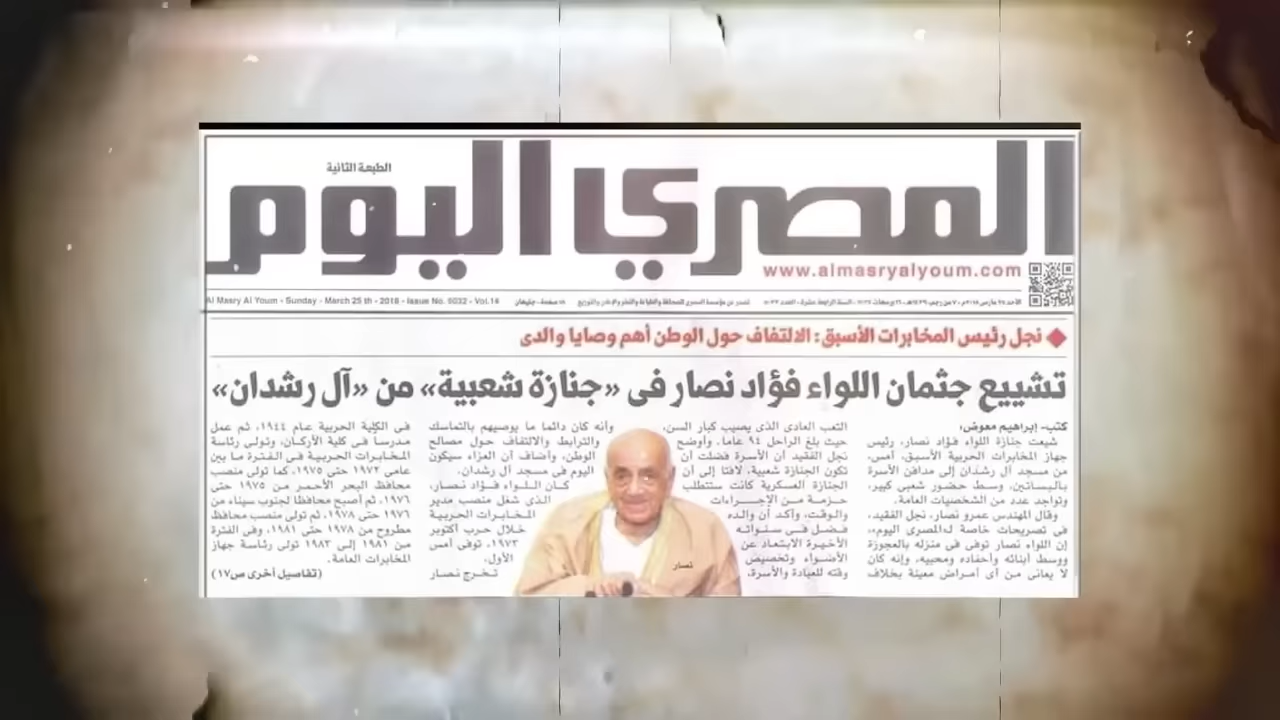 الطبعة الثانية
المصري اليوم
www.almasryalyoum.com
Al Masry Al Youm - Sunday - March 25 th - 2018 - Issue No. 5032 - Vol.14
١٨ صفحة - جنيهان
تصدر عن مؤسسة المصرى للصحافة والطباعة والنشر والإعلان والتوزيع
نجل رئيس المخابرات الأسبق: الالتفاف حول الوطن أهم وصايا والدى
تشييع جثمان اللواء فؤاد نصار فى «جنازة شعبية» من «آل رشدان»
كتب- إبراهيم معوض:
شيعت جنازة اللواء فؤاد نصار، رئيس
جهاز المخابرات الحربية الأسبق، أمس،
من مسجد آل رشدان إلى مدافن الأسرة
بالبساتين، وسط حضور شعبى كبير،
وتواجد عدد من الشخصيات العامة.
وقال المهندس عمرو نصار، نجل الفقيد،
فى تصريحات خاصة لـ«المصرى اليوم»،
إن اللواء نصار توفى فى منزله بالعجوزة
ووسط أبنائه وأحفاده ومحبيه، وإنه كان
لا يعانى من أى أمراض معينة بخلاف
التعب العادى الذى يصيب كبار السن،
حيث بلغ الراحل ٩٤ عاما. وأوضح
نجل الفقيد أن الأسرة فضلت أن
تكون الجنازة شعبية، لافتا إلى أن
الجنازة العسكرية كانت ستتطلب
حزمة من الإجراءات
والوقت، وأكد أن والده
فضل فى سنواته
الأخيرة الابتعاد عن
الأضواء وتخصيص
وقته للعبادة والأسرة،
وأنه كان دائما ما يوصيهم بالتماسك
والترابط والالتفاف حول مصالح
الوطن، وأضاف أن العزاء سيكون
اليوم فى مسجد آل رشدان.
كان اللواء فؤاد نصار،
الذى شغل منصب مدير
المخابرات الحربية
خلال حرب أكتوبر
١٩٧٣، توفى أمس
الأول.
تخرج نصار
فى الكلية الحربية عام ١٩٤٤، ثم عمل
مدرسا فى كلية الأركان، وتولى رئاسة
المخابرات الحربية فى الفترة ما بين
عامى ١٩٧٢ حتى ١٩٧٥، كما تولى منصب
محافظ البحر الأحمر من ١٩٧٥ حتى
١٩٧٦، ثم أصبح محافظا لجنوب سيناء من
١٩٧٦ حتى ١٩٧٨، ثم تولى منصب محافظ
مطروح من ١٩٧٨ حتى ١٩٨١، وفى الفترة
من ١٩٨١ إلى ١٩٨٣ تولى رئاسة جهاز
المخابرات العامة.
(تفاصيل أخرى ص١٧)
نصار